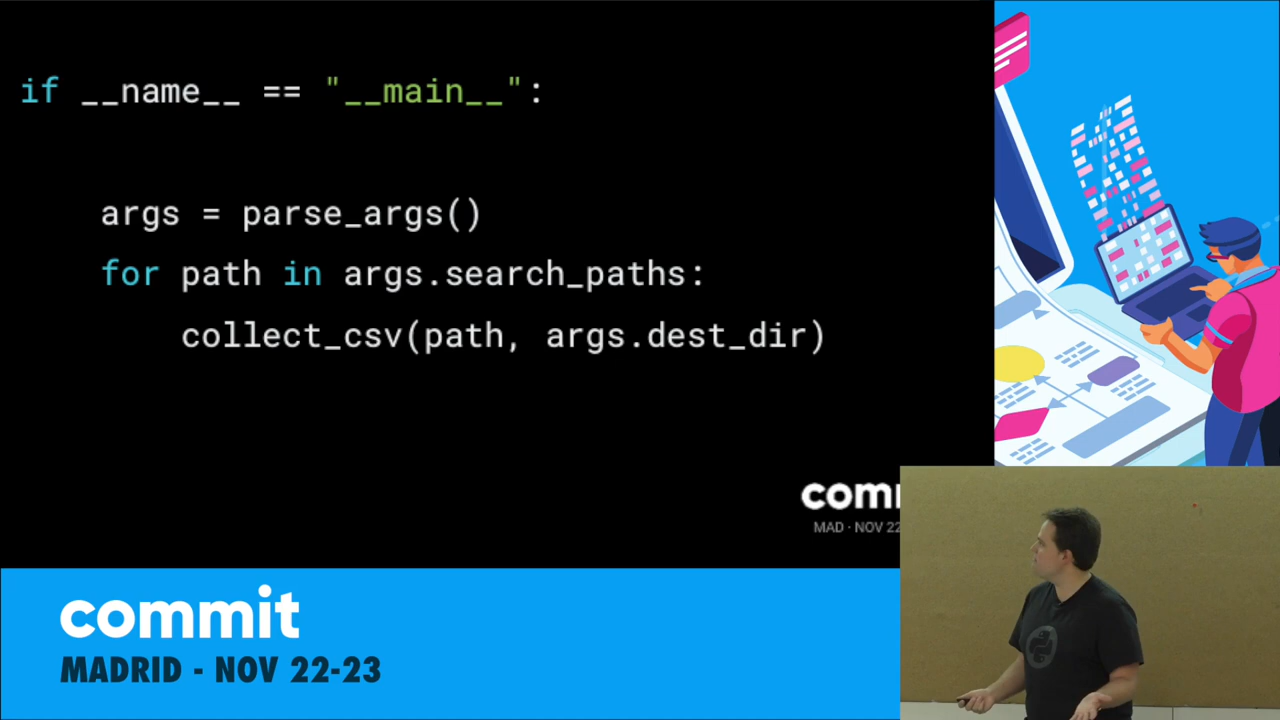 if __name__ == "__main__":
args = parse_args()
for path in args.search_paths:
collect_csv(path, args.dest_dir)
com
MAD · NOV 22
commit
MADRID - NOV 22-23